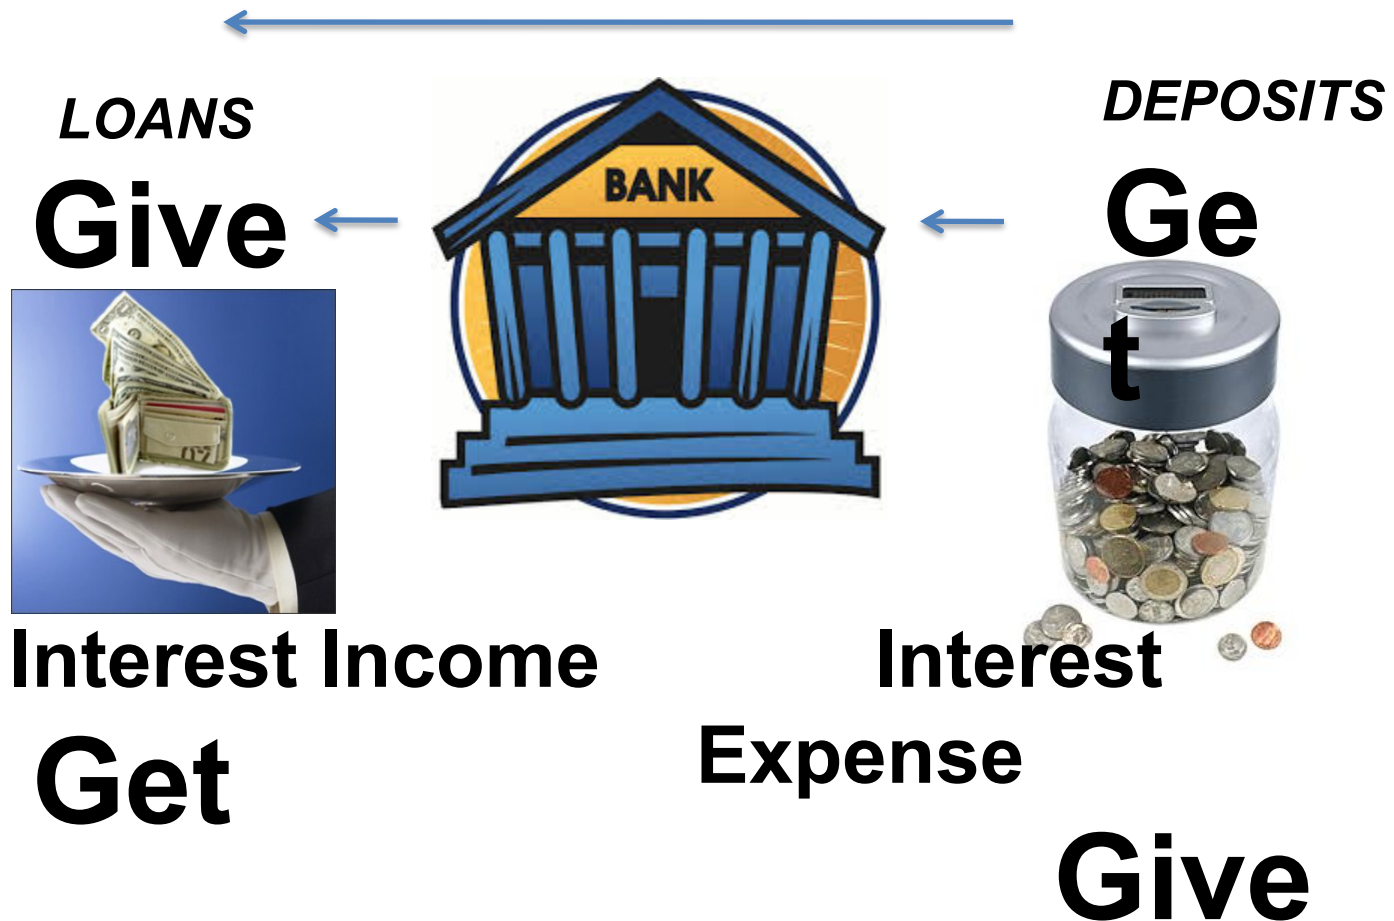 LOANS
DEPOSITS
BANK
Give
Ge
t
Interest Income
Interest
Expense
Get
Give